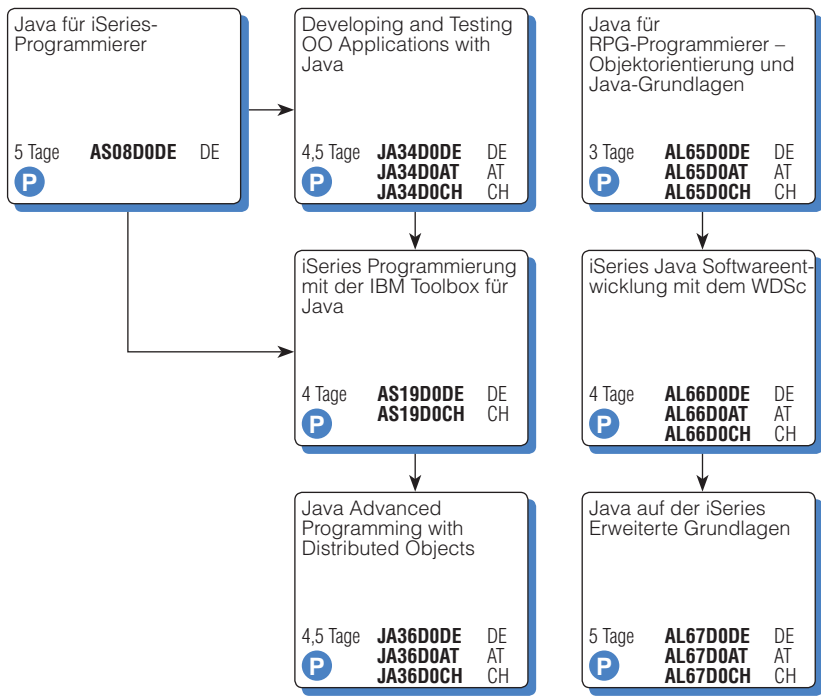 Java für iSeries-
Programmierer
5 Tage AS08D0DE DE
P
Developing and Testing
OO Applications with
Java
4,5 Tage JA34D0DE DE
JA34D0AT AT
P JA34D0CH CH
Java für
RPG-Programmierer –
Objektorientierung und
Java-Grundlagen
3 Tage AL65D0DE DE
AL65D0AT AT
P AL65D0CH CH
iSeries Programmierung
mit der IBM Toolbox für
Java
4 Tage AS19D0DE DE
P AS19D0CH CH
iSeries Java Softwareent-
wicklung mit dem WDSc
4 Tage AL66D0DE DE
P AL66D0AT AT
AL66D0CH CH
Java Advanced
Programming with
Distributed Objects
4,5 Tage JA36D0DE DE
P JA36D0AT AT
JA36D0CH CH
Java auf der iSeries
Erweiterte Grundlagen
5 Tage AL67D0DE DE
P AL67D0AT AT
AL67D0CH CH